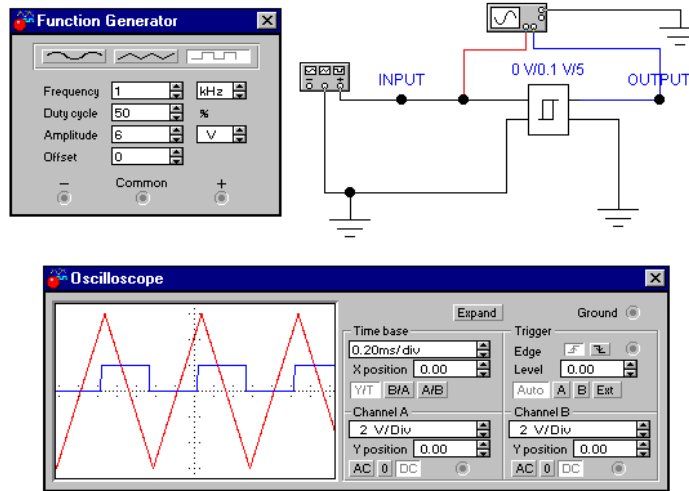 Function Generator
Frequency 1 kHz
Duty cycle 50 %
Amplitude 6 V
Offset 0
− Common +
INPUT
0 V/0.1 V/5
OUTPUT
Oscilloscope
Expand
Ground
Time base
0.20ms/div
X position 0.00
Y/T B/A A/B
Trigger
Edge
Level 0.00
Auto A B Ext
Channel A
2 V/Div
Y position 0.00
AC 0 DC
Channel B
2 V/Div
Y position 0.00
AC 0 DC